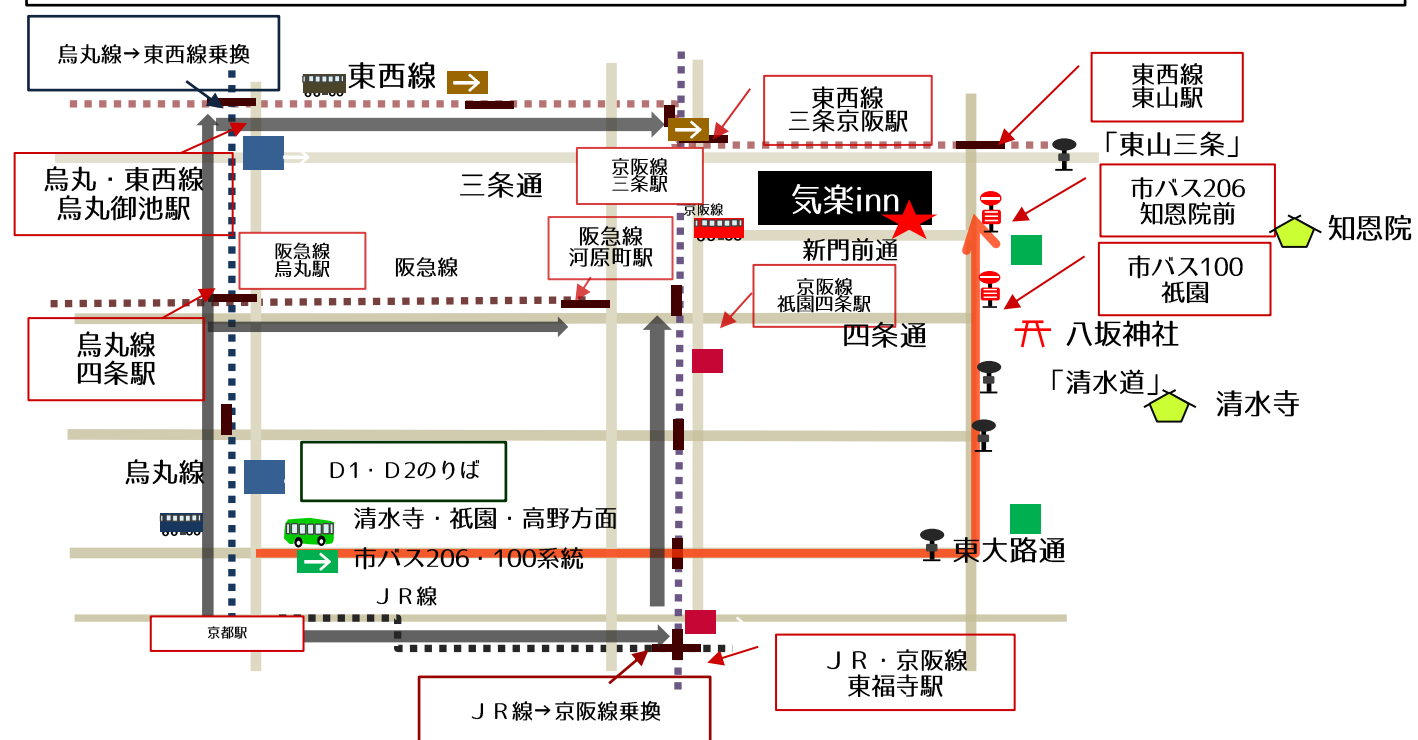 烏丸線→東西線乗換
東西線
東西線
三条京阪駅
東西線
東山駅
「東山三条」
烏丸・東西線
烏丸御池駅
三条通
京阪線
三条駅
気楽inn
京阪線
市バス206
知恩院前
知恩院
阪急線
烏丸駅
阪急線
阪急線
河原町駅
新門前通
市バス100
祇園
京阪線
祇園四条駅
四条通
八坂神社
烏丸線
四条駅
「清水道」
清水寺
烏丸線
D1・D2のりば
清水寺・祇園・高野方面
市バス206・100系統
東大路通
ＪＲ線
京都駅
ＪＲ・京阪線
東福寺駅
ＪＲ線→京阪線乗換